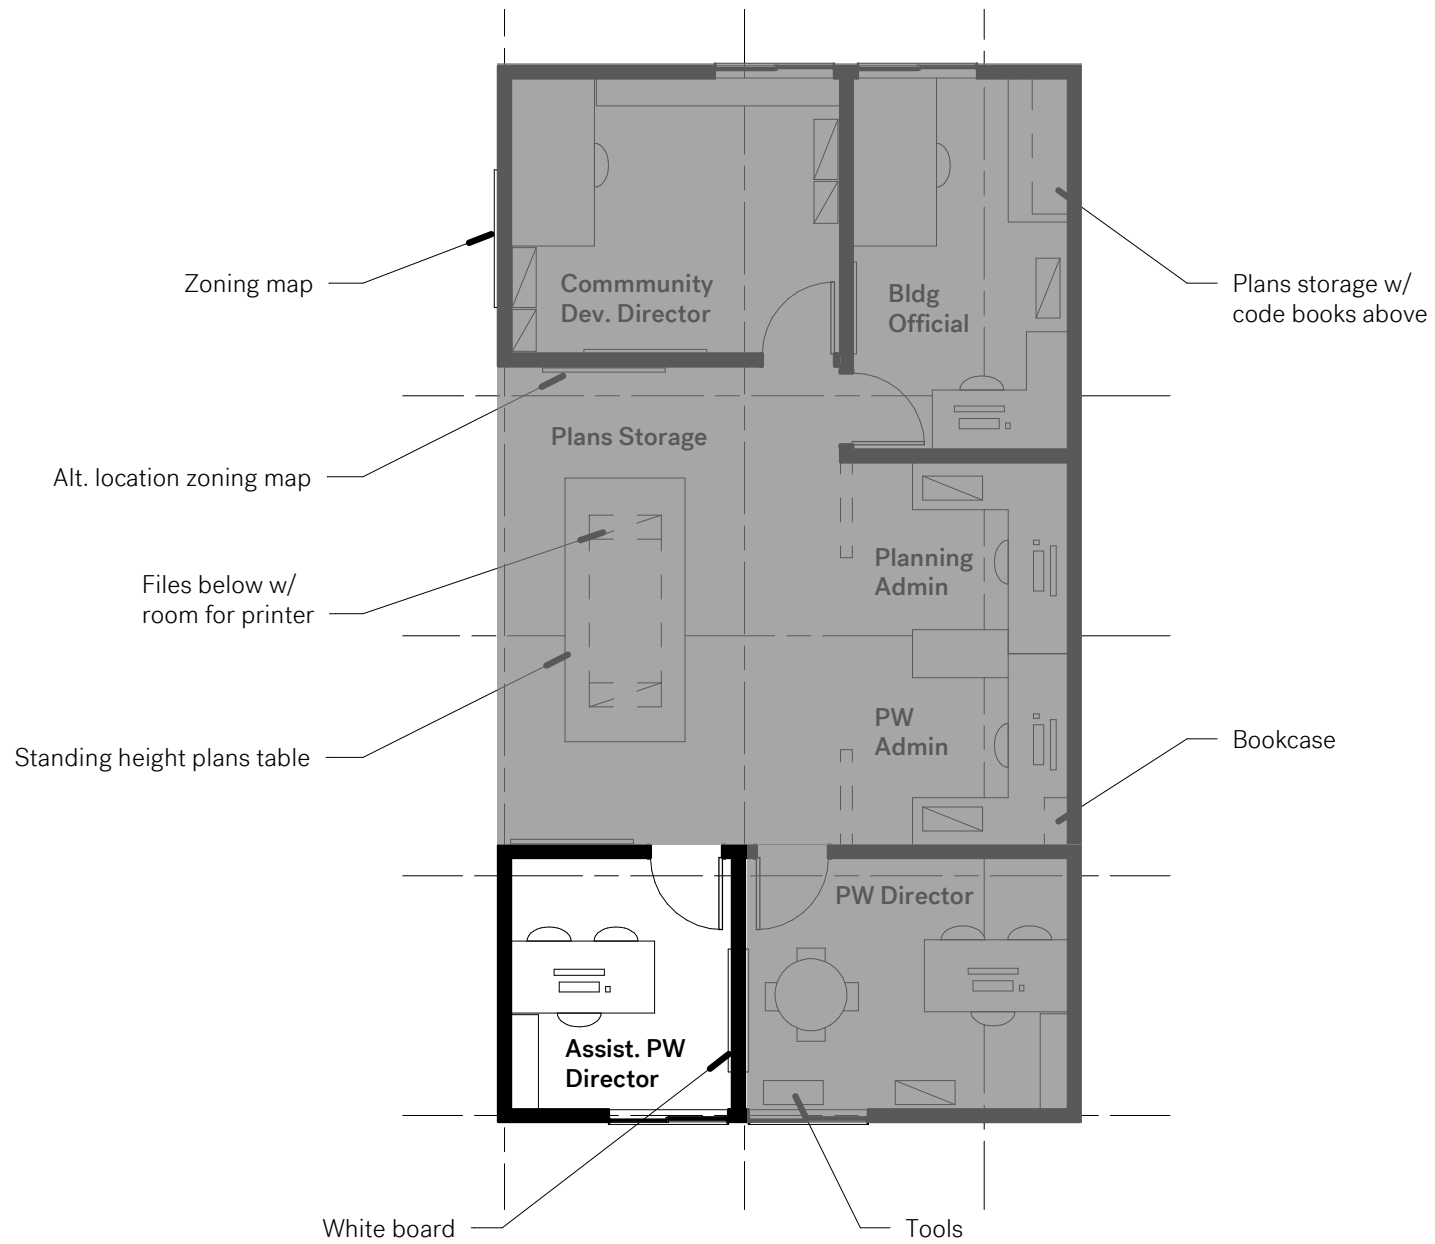 Zoning map
Commmunity
Dev. Director
Bldg
Official
Plans storage w/
code books above
Plans Storage
Alt. location zoning map
Files below w/
room for printer
Planning
Admin
PW
Admin
Standing height plans table
Bookcase
PW Director
Assist. PW
Director
White board
Tools